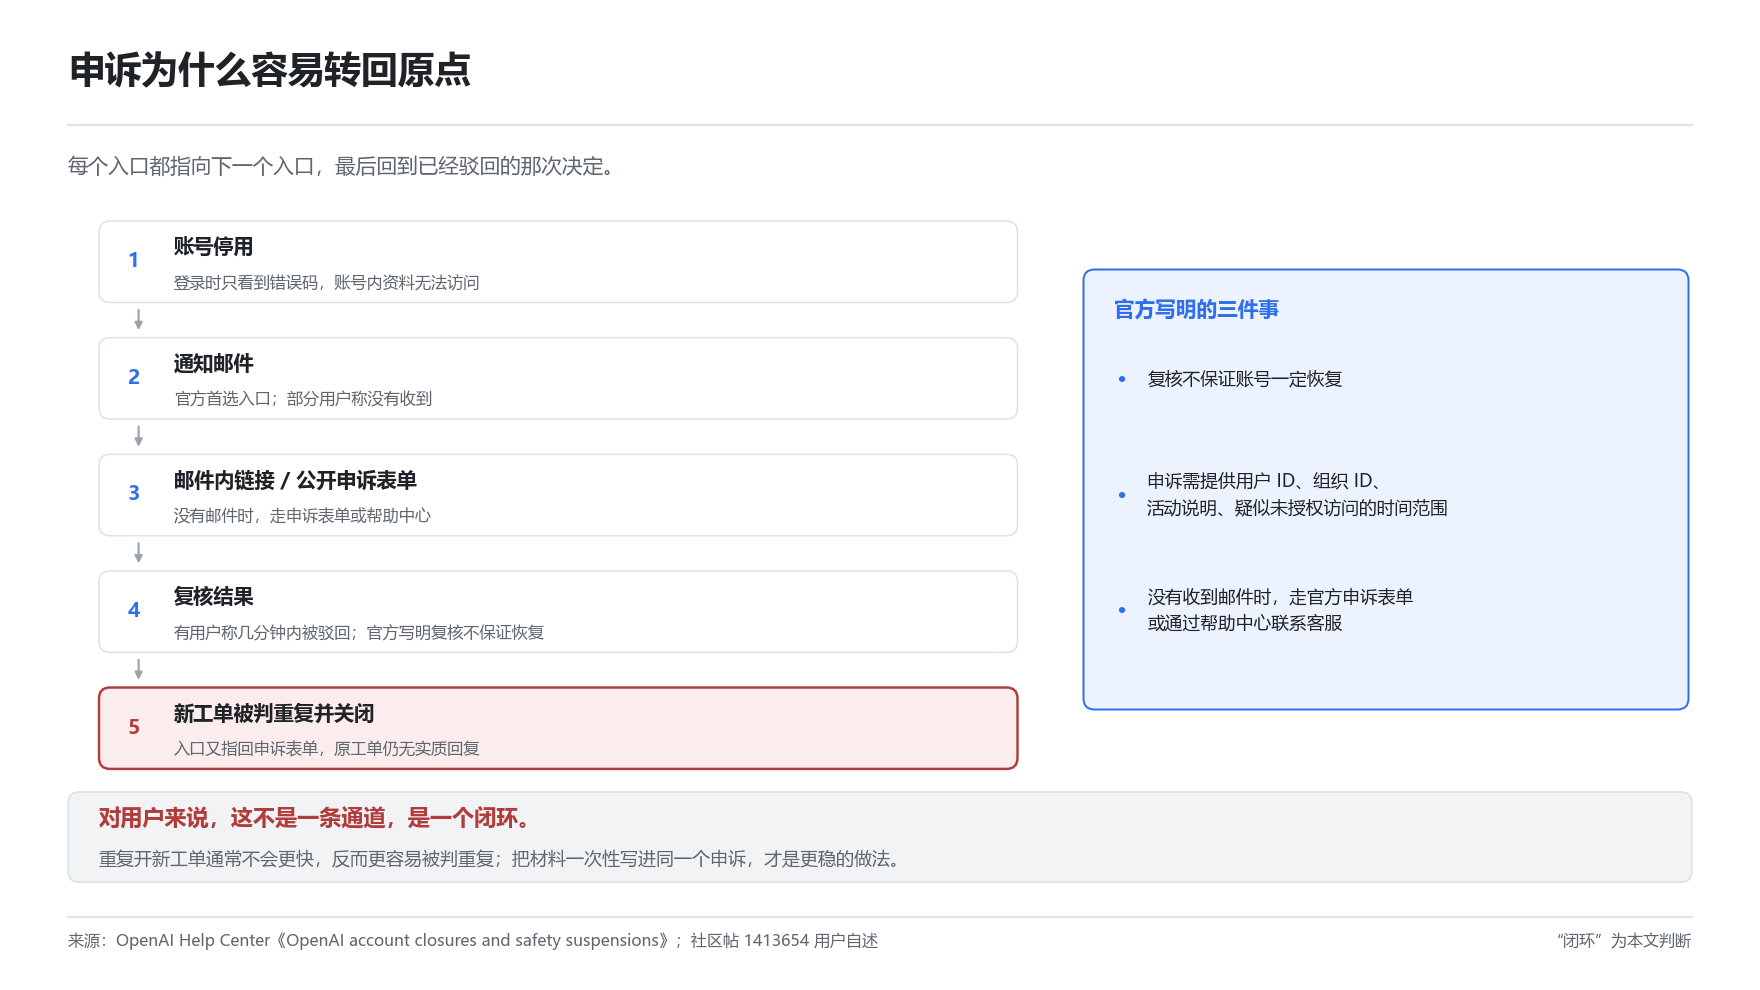 申诉为什么容易转回原点
每个入口都指向下一个入口，最后回到已经驳回的那次决定。
1
账号停用
登录时只看到错误码，账号内资料无法访问
2
通知邮件
官方首选入口；部分用户称没有收到
3
邮件内链接 / 公开申诉表单
没有邮件时，走申诉表单或帮助中心
4
复核结果
有用户称几分钟内被驳回；官方写明复核不保证恢复
5
新工单被判重复并关闭
入口又指回申诉表单，原工单仍无实质回复
官方写明的三件事
• 复核不保证账号一定恢复
• 申诉需提供用户 ID、组织 ID、
活动说明、疑似未授权访问的时间范围
• 没有收到邮件时，走官方申诉表单
或通过帮助中心联系客服
对用户来说，这不是一条通道，是一个闭环。
重复开新工单通常不会更快，反而更容易被判重复；把材料一次性写进同一个申诉，才是更稳的做法。
来源：OpenAI Help Center《OpenAI account closures and safety suspensions》；社区帖 1413654 用户自述
“闭环”为本文判断